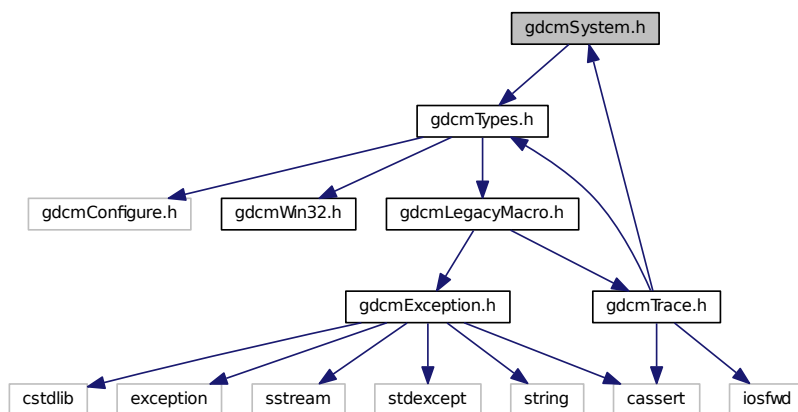 gdcmSystem.h
gdcmTypes.h
gdcmConfigure.h
gdcmWin32.h
gdcmLegacyMacro.h
gdcmException.h
gdcmTrace.h
cstdlib
exception
sstream
stdexcept
string
cassert
iosfwd